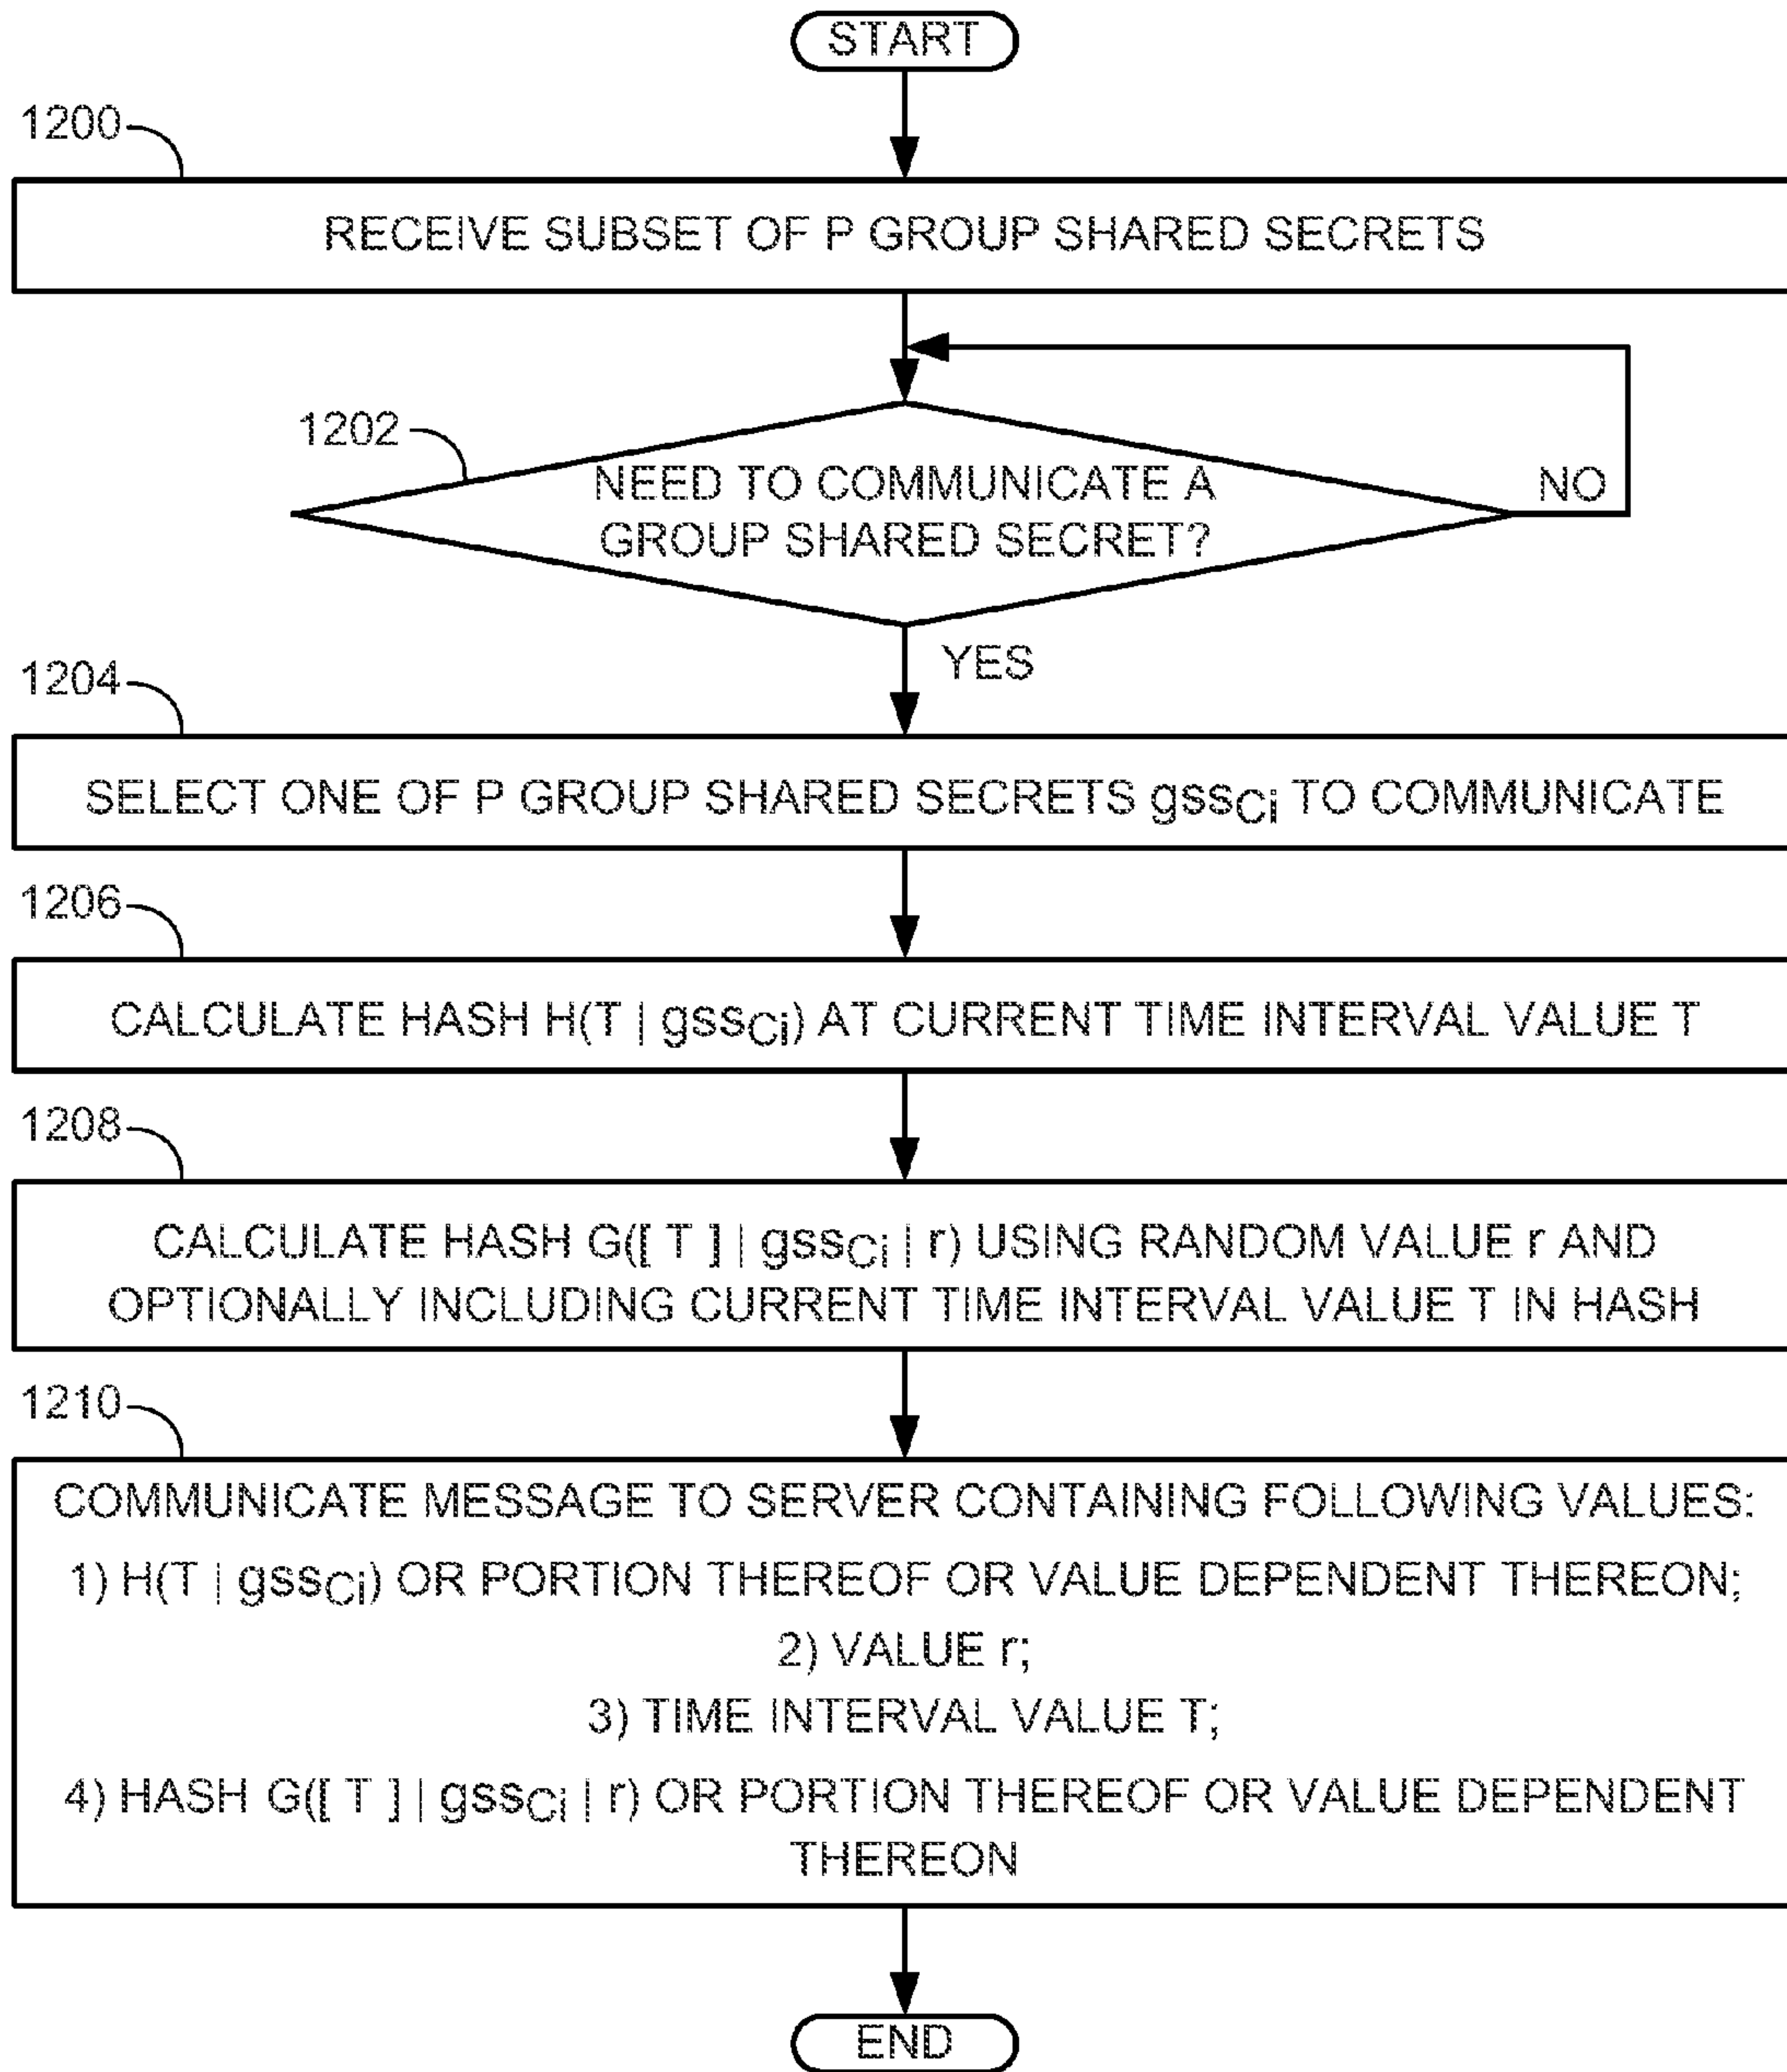 START
1200
RECEIVE SUBSET OF P GROUP SHARED SECRETS
1202
NEED TO COMMUNICATE A
GROUP SHARED SECRET?
NO
YES
1204
SELECT ONE OF P GROUP SHARED SECRETS gssCi TO COMMUNICATE
1206
CALCULATE HASH H(T | gssCi) AT CURRENT TIME INTERVAL VALUE T
1208
CALCULATE HASH G([ T ] | gssCi | r) USING RANDOM VALUE r AND
OPTIONALLY INCLUDING CURRENT TIME INTERVAL VALUE T IN HASH
1210
COMMUNICATE MESSAGE TO SERVER CONTAINING FOLLOWING VALUES:
1) H(T | gssCi) OR PORTION THEREOF OR VALUE DEPENDENT THEREON;
2) VALUE r;
3) TIME INTERVAL VALUE T;
4) HASH G([ T ] | gssCi | r) OR PORTION THEREOF OR VALUE DEPENDENT
THEREON
END